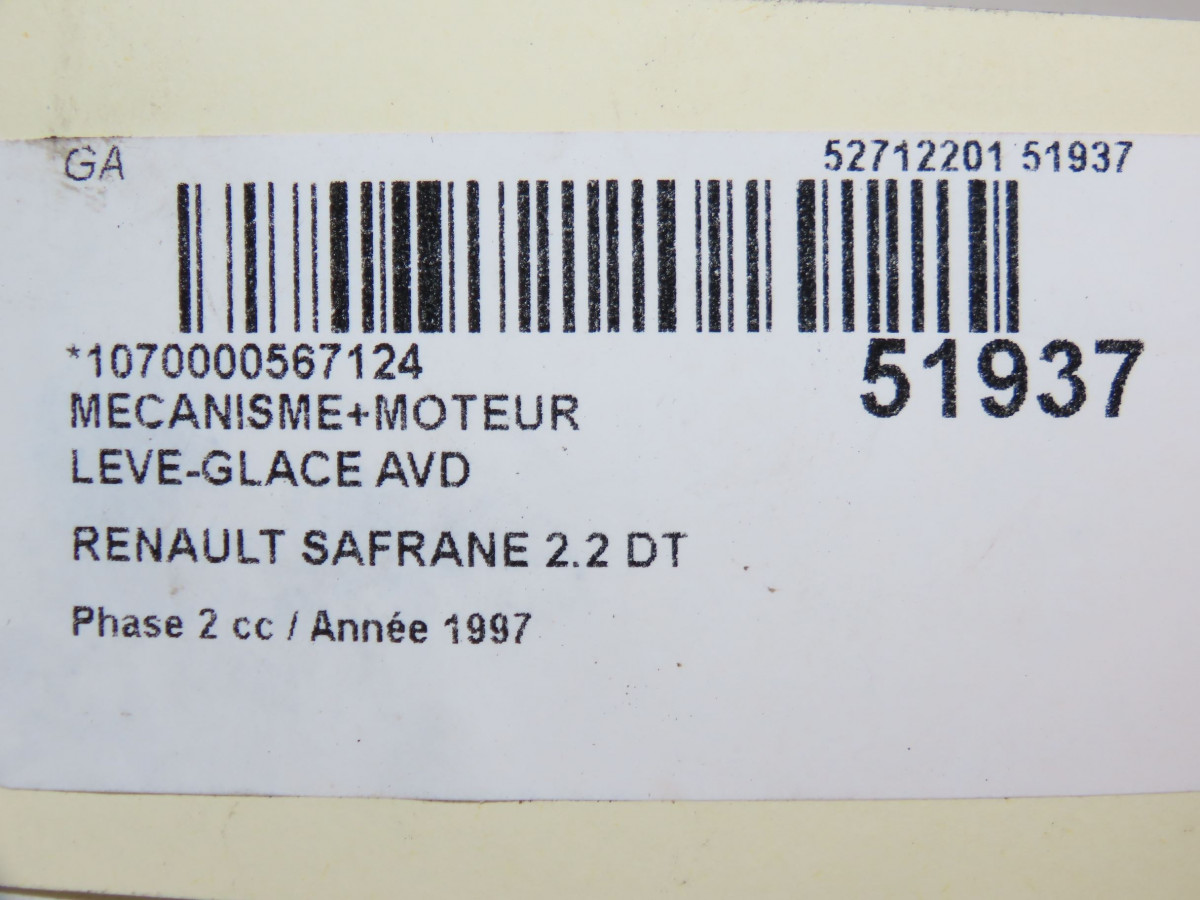 GA
52712201 51937
*1070000567124
51937
MECANISME+MOTEUR
LEVE-GLACE AVD
RENAULT SAFRANE 2.2 DT
Phase 2 cc / Année 1997